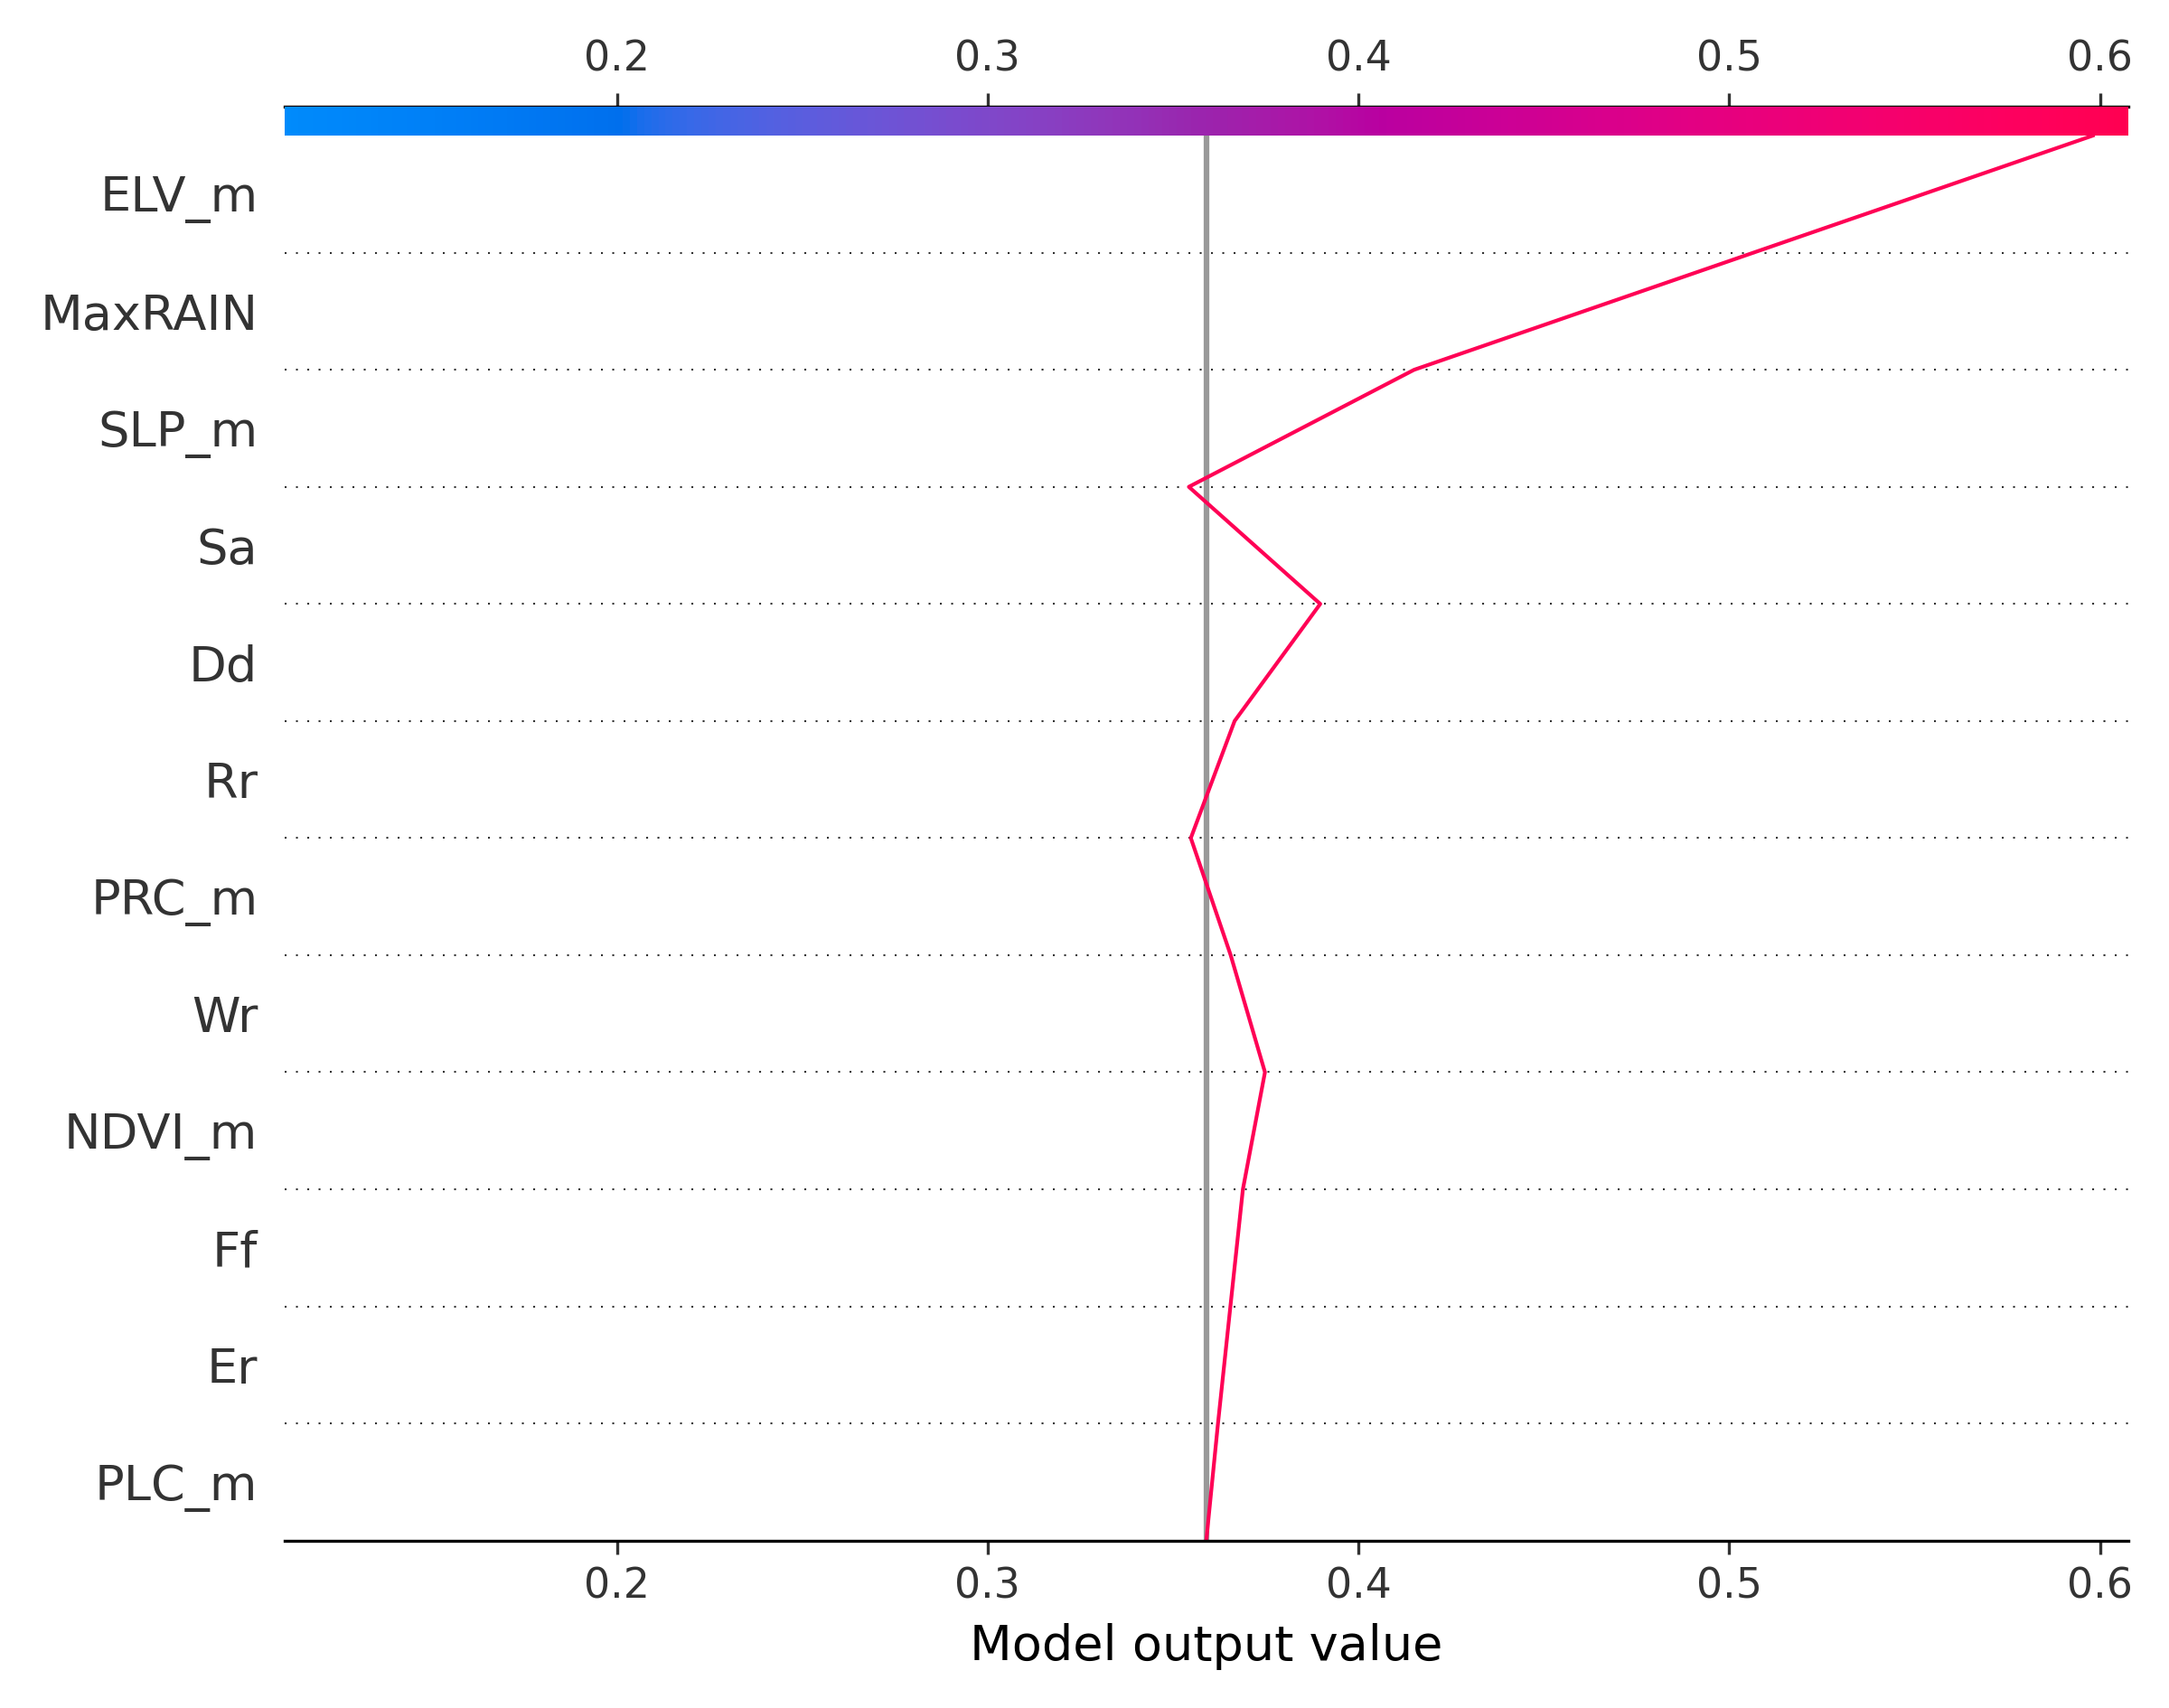 0.2 0.3 0.4 0.5 0.6
ELV_m
MaxRAIN
SLP_m
Sa
Dd
Rr
PRC_m
Wr
NDVI_m
Ff
Er
PLC_m
0.2 0.3 0.4 0.5 0.6
Model output value